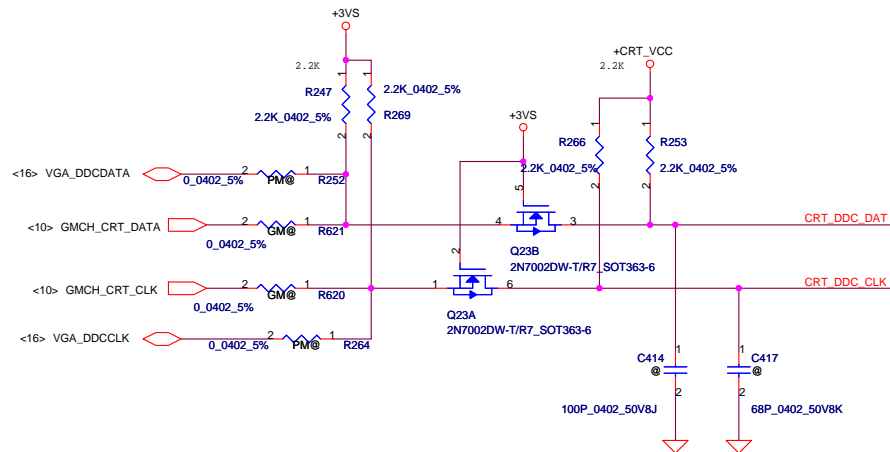 +3VS
2.2K
1
1
2.2K_0402_5%
R247
R269
2.2K_0402_5%
2
2
+CRT_VCC
2.2K
1
1
R266
R253
2.2K_0402_5%
2.2K_0402_5%
2
2
+3VS
<16> VGA_DDCDATA
2
1
0_0402_5%
PM@
R252
5
4
3
<10> GMCH_CRT_DATA
2
1
0_0402_5%
GM@
R621
Q23B
2N7002DW-T/R7_SOT363-6
CRT_DDC_DAT
2
1
6
<10> GMCH_CRT_CLK
2
1
0_0402_5%
GM@
R620
Q23A
2N7002DW-T/R7_SOT363-6
CRT_DDC_CLK
<16> VGA_DDCCLK
2
1
0_0402_5%
PM@
R264
C414
1
@
2
100P_0402_50V8J
1
C417
@
2
68P_0402_50V8K